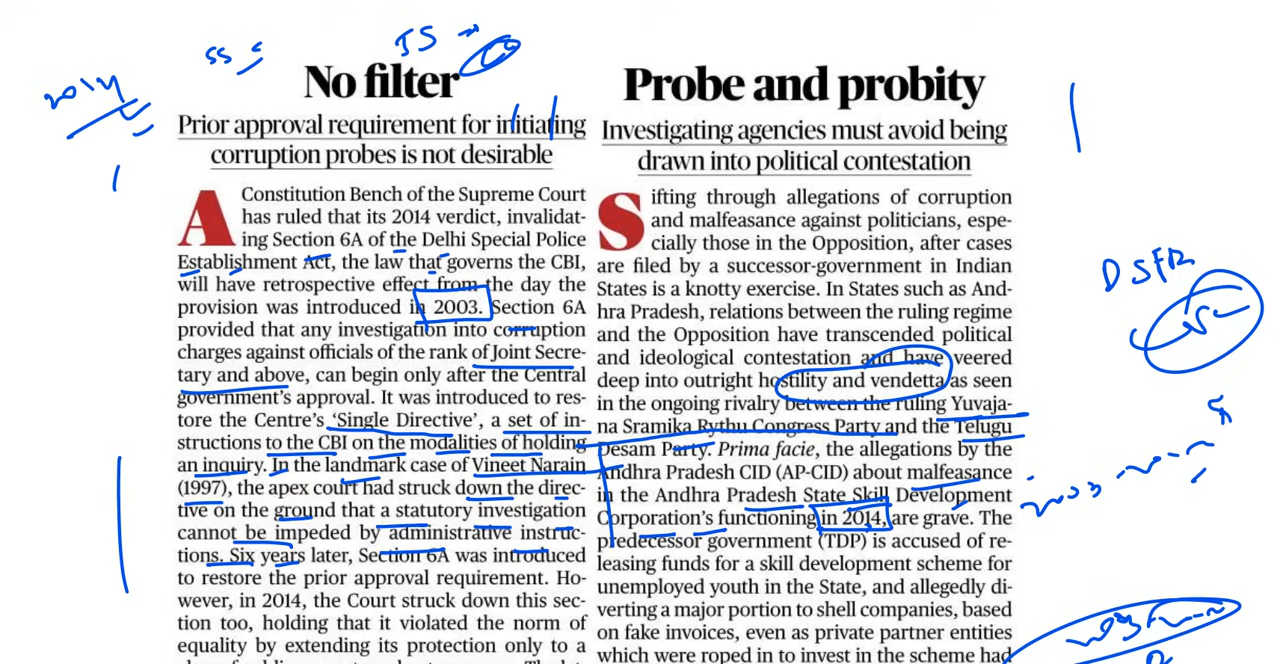 2014
SS
JS
No filter
Prior approval requirement for initiating
corruption probes is not desirable
A Constitution Bench of the Supreme Court
has ruled that its 2014 verdict, invalidat-
ing Section 6A of the Delhi Special Police
Establishment Act, the law that governs the CBI,
will have retrospective effect from the day the
provision was introduced in 2003. Section 6A
provided that any investigation into corruption
charges against officials of the rank of Joint Secre-
tary and above, can begin only after the Central
government's approval. It was introduced to res-
tore the Centre's 'Single Directive', a set of in-
structions to the CBI on the modalities of holding
an inquiry. In the landmark case of Vineet Narain
(1997), the apex court had struck down the direc-
tive on the ground that a statutory investigation
cannot be impeded by administrative instruc-
tions. Six years later, Section 6A was introduced
to restore the prior approval requirement. Ho-
wever, in 2014, the Court struck down this sec-
tion too, holding that it violated the norm of
equality by extending its protection only to a
Probe and probity
Investigating agencies must avoid being
drawn into political contestation
Sifting through allegations of corruption
and malfeasance against politicians, espe-
cially those in the Opposition, after cases
are filed by a successor-government in Indian
States is a knotty exercise. In States such as And-
hra Pradesh, relations between the ruling regime
and the Opposition have transcended political
and ideological contestation and have veered
deep into outright hostility and vendetta as seen
in the ongoing rivalry between the ruling Yuvaja-
na Sramika Rythu Congress Party and the Telugu
Desam Party. Prima facie, the allegations by the
Andhra Pradesh CID (AP-CID) about malfeasance
in the Andhra Pradesh State Skill Development
Corporation's functioning in 2014, are grave. The
predecessor government (TDP) is accused of re-
leasing funds for a skill development scheme for
unemployed youth in the State, and allegedly di-
verting a major portion to shell companies, based
on fake invoices, even as private partner entities
which were roped in to invest in the scheme had